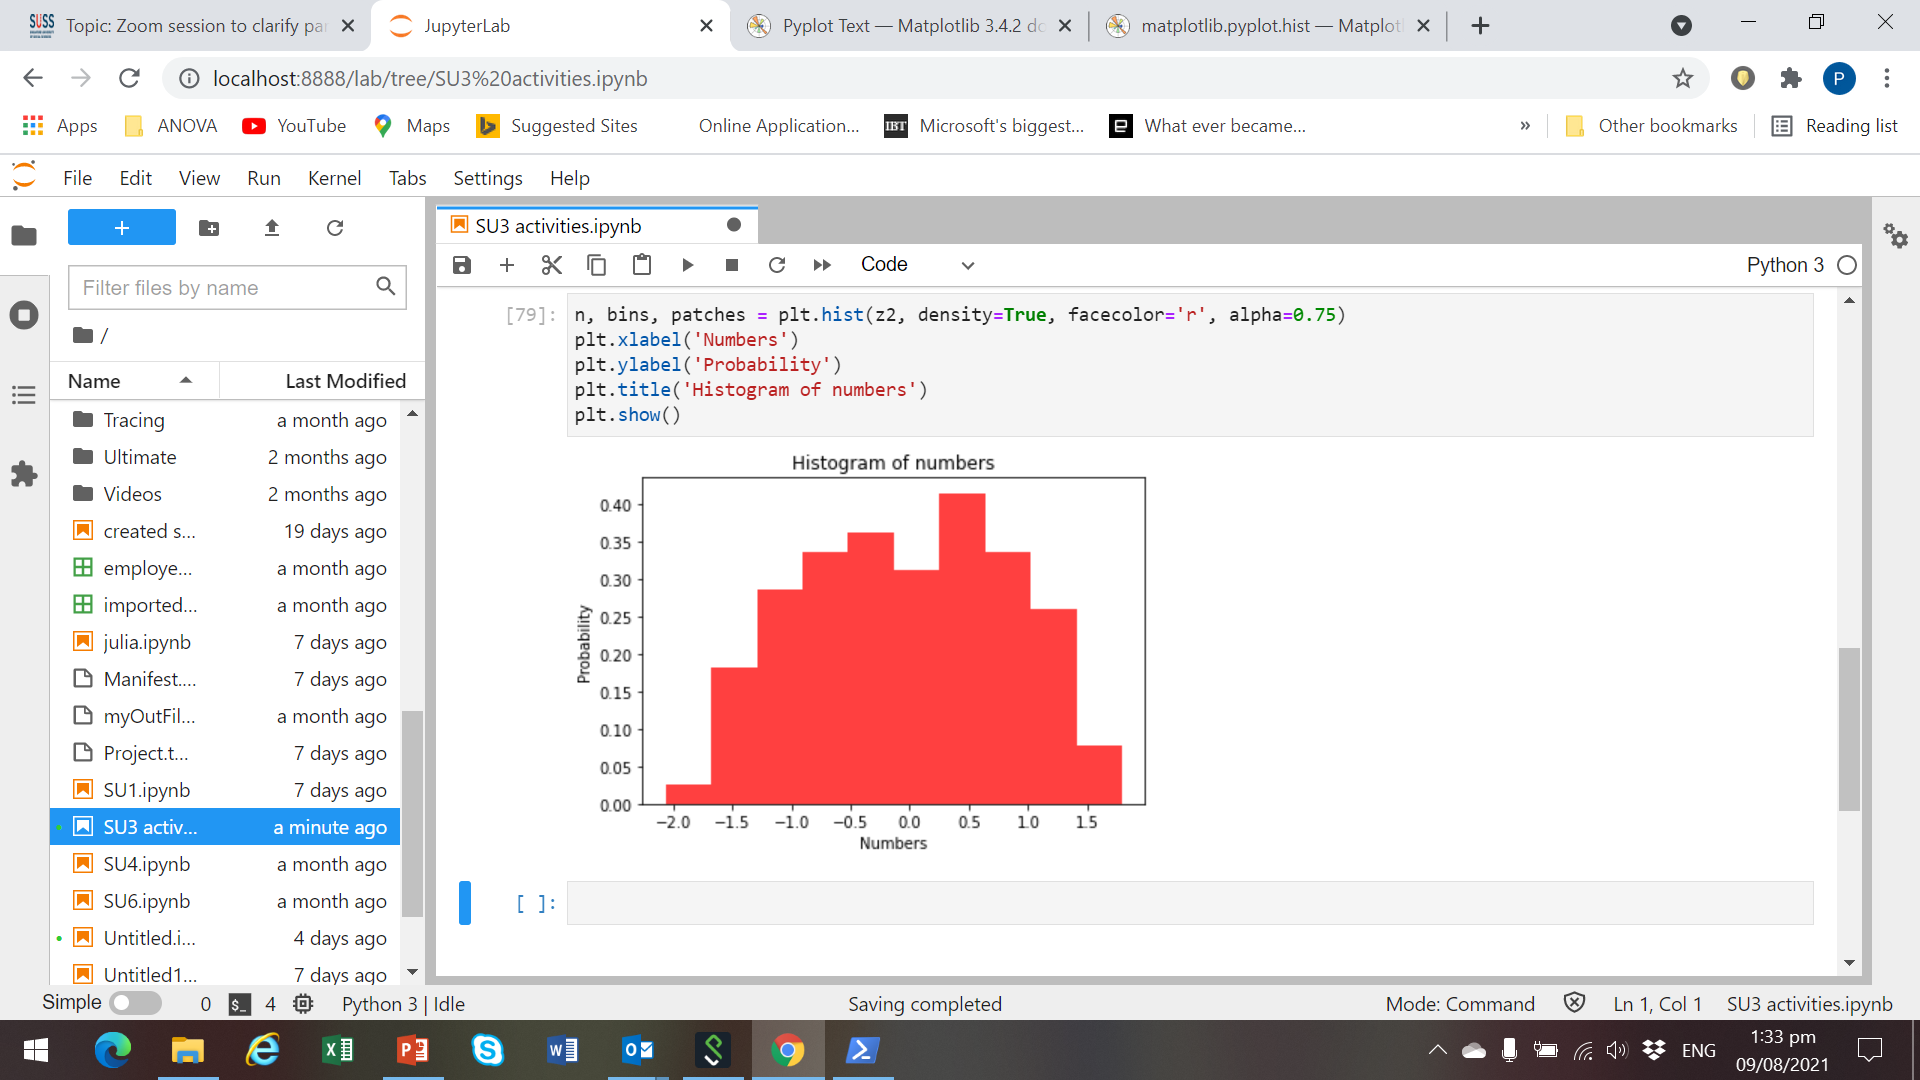 SUSS
Topic: Zoom session to clarify par
JupyterLab
Pyplot Text — Matplotlib 3.4.2 do
matplotlib.pyplot.hist — Matplotl
localhost:8888/lab/tree/SU3%20activities.ipynb
P
Apps
ANOVA
YouTube
Maps
Suggested Sites
Online Application...
IBT
Microsoft's biggest...
What ever became...
»
Other bookmarks
Reading list
File
Edit
View
Run
Kernel
Tabs
Settings
Help
Filter files by name
/
Name
Last Modified
Tracing
a month ago
Ultimate
2 months ago
Videos
2 months ago
created s...
19 days ago
employe...
a month ago
imported...
a month ago
julia.ipynb
7 days ago
Manifest....
7 days ago
myOutFil...
a month ago
Project.t...
7 days ago
SU1.ipynb
7 days ago
SU3 activ...
a minute ago
SU4.ipynb
a month ago
SU6.ipynb
a month ago
Untitled.i...
4 days ago
Untitled1...
7 days ago
SU3 activities.ipynb
Code
Python 3
[79]:
n, bins, patches = plt.hist(z2, density=True, facecolor='r', alpha=0.75)
plt.xlabel('Numbers')
plt.ylabel('Probability')
plt.title('Histogram of numbers')
plt.show()
Histogram of numbers
0.40
0.35
0.30
0.25
0.20
0.15
0.10
0.05
0.00
Probability
−2.0
−1.5
−1.0
−0.5
0.0
0.5
1.0
1.5
Numbers
[ ]:
Simple
0
$_
4
Python 3 | Idle
Saving completed
Mode: Command
Ln 1, Col 1
SU3 activities.ipynb
ENG
1:33 pm
09/08/2021